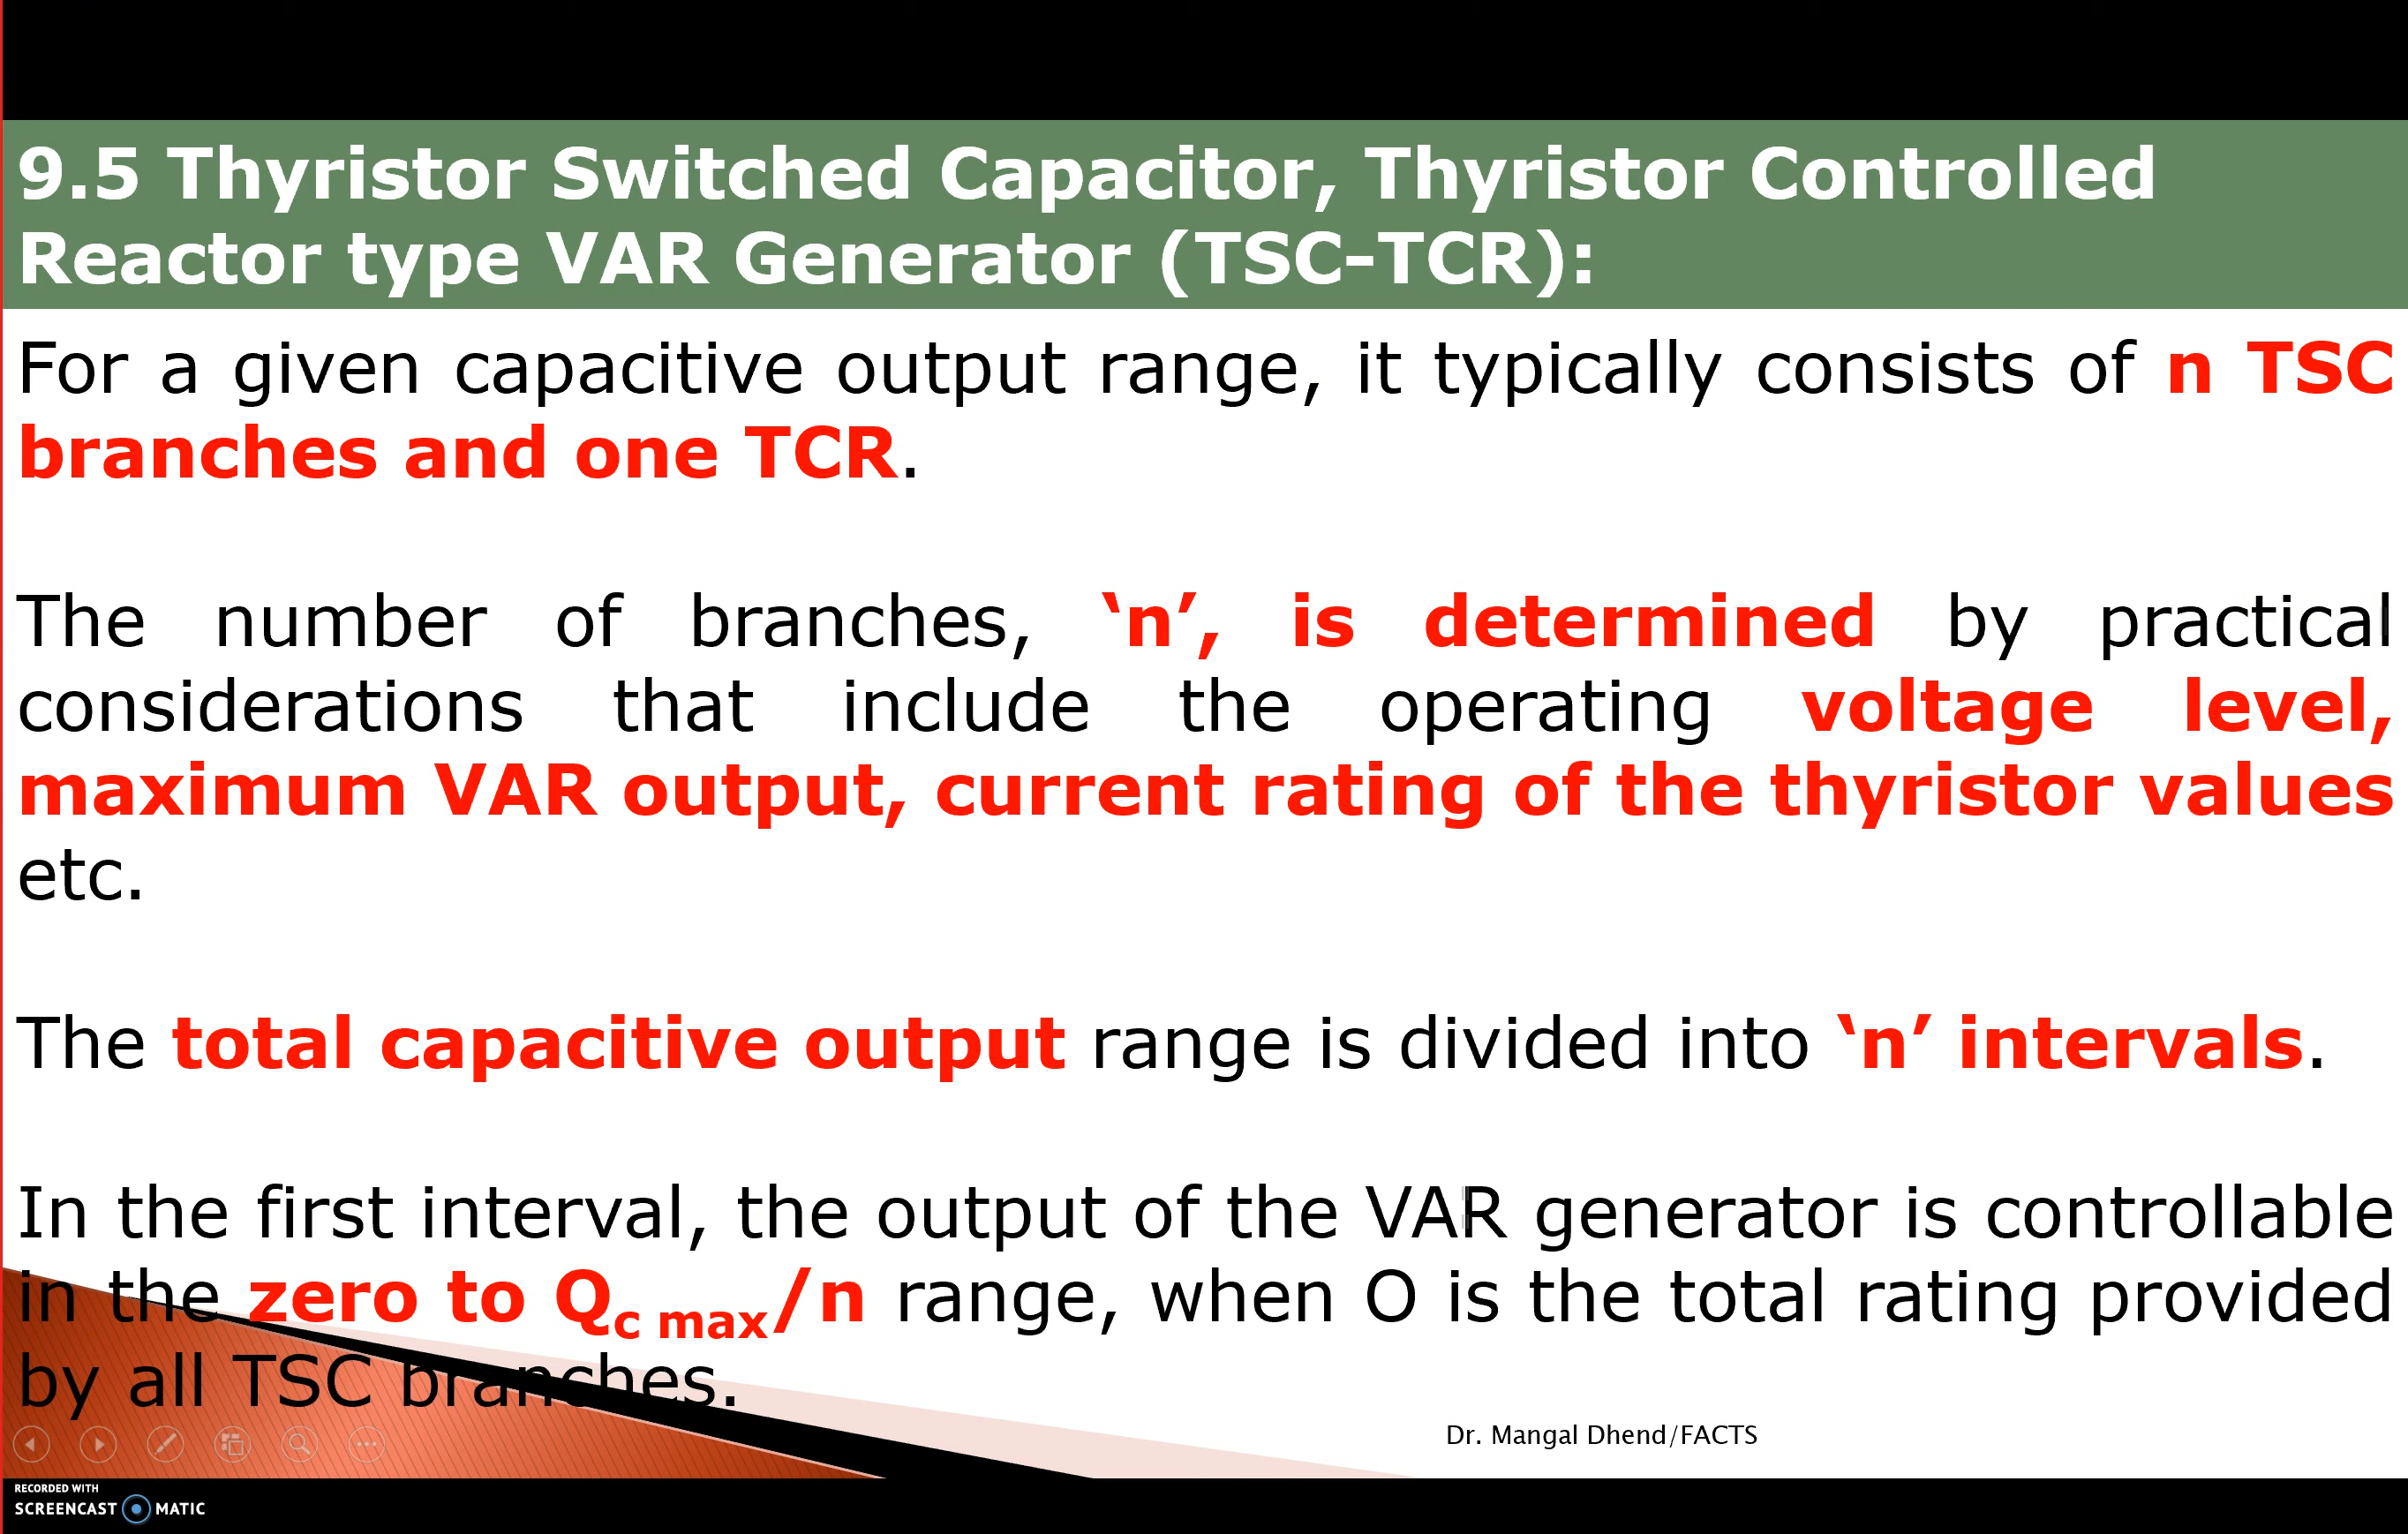 9.5 Thyristor Switched Capacitor, Thyristor Controlled
Reactor type VAR Generator (TSC-TCR):
For a given capacitive output range, it typically consists of n TSC
branches and one TCR.
The number of branches, ‘n’, is determined by practical
considerations that include the operating voltage level,
maximum VAR output, current rating of the thyristor values
etc.
The total capacitive output range is divided into ‘n’ intervals.
In the first interval, the output of the VAR generator is controllable
in the zero to Qc max/n range, when O is the total rating provided
by all TSC branches.
Dr. Mangal Dhend/FACTS
RECORDED WITH
SCREENCAST MATIC